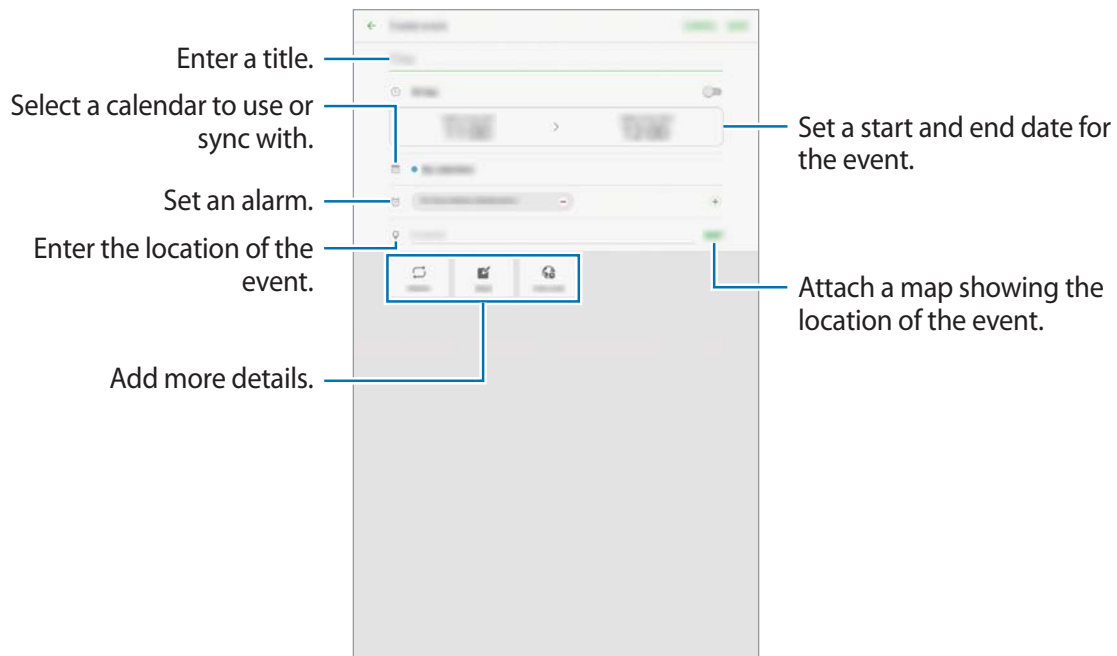 Enter a title.
Select a calendar to use or
sync with.
Set an alarm.
Enter the location of the
event.
Add more details.
Set a start and end date for
the event.
Attach a map showing the
location of the event.